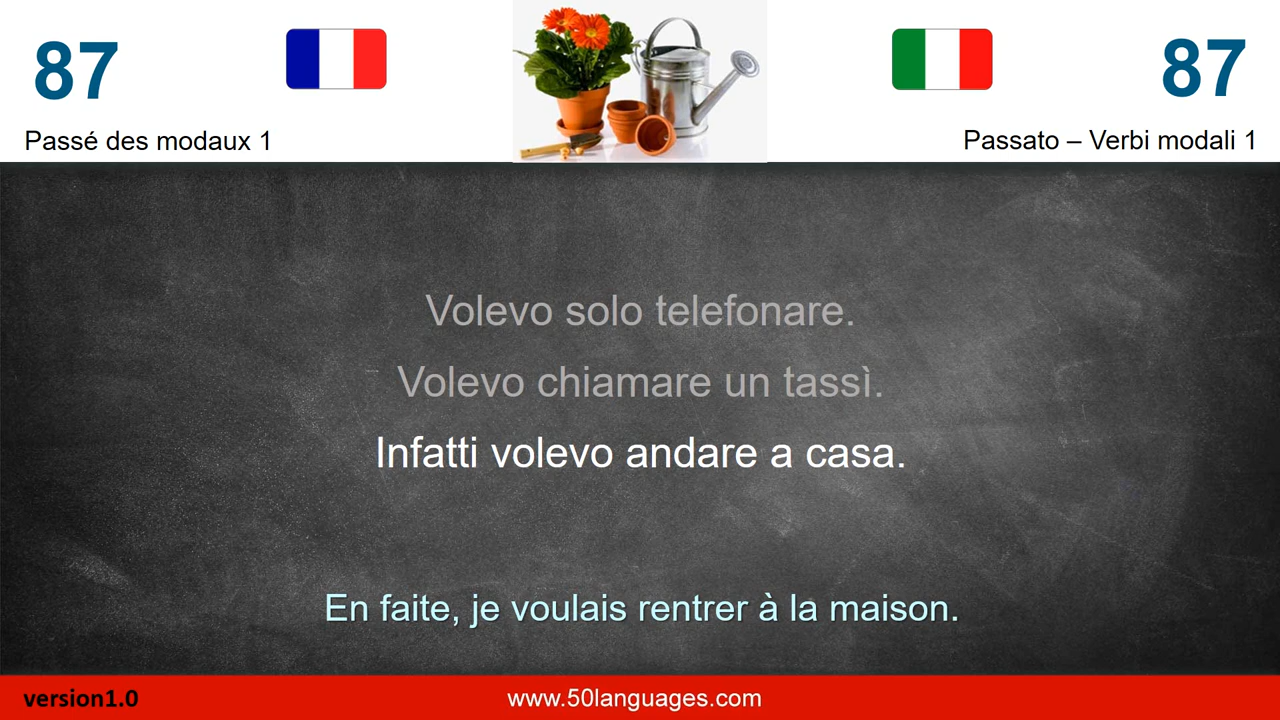 87
87
Passé des modaux 1
Passato – Verbi modali 1
Volevo solo telefonare.
Volevo chiamare un tassì.
Infatti volevo andare a casa.
En faite, je voulais rentrer à la maison.
version1.0
www.50languages.com